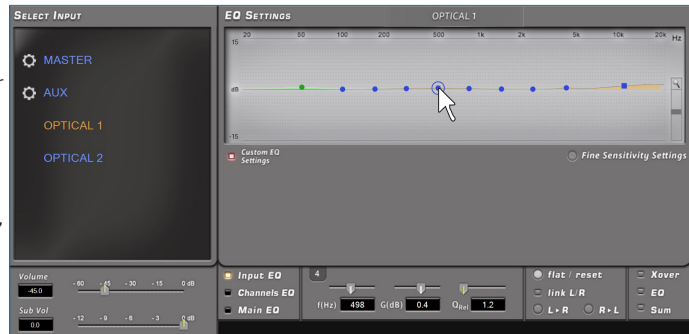 SELECT INPUT
MASTER
AUX
OPTICAL 1
OPTICAL 2
EQ SETTINGS OPTICAL 1
20 50 100 200 500 1k 2k 5k 10k 20k Hz
15
dB
-15
Custom EQ
Settings
Fine Sensitivity Settings
Volume
-60 -45 -30 -15 0 dB
-45.0
Sub Vol
-12 -9 -6 -3 0 dB
0.0
Input EQ
Channels EQ
Main EQ
4
f(Hz) 498 G(dB) 0.4 QRel 1.2
flat / reset
link L/R
L▸R R▸L
Xover
EQ
Sum